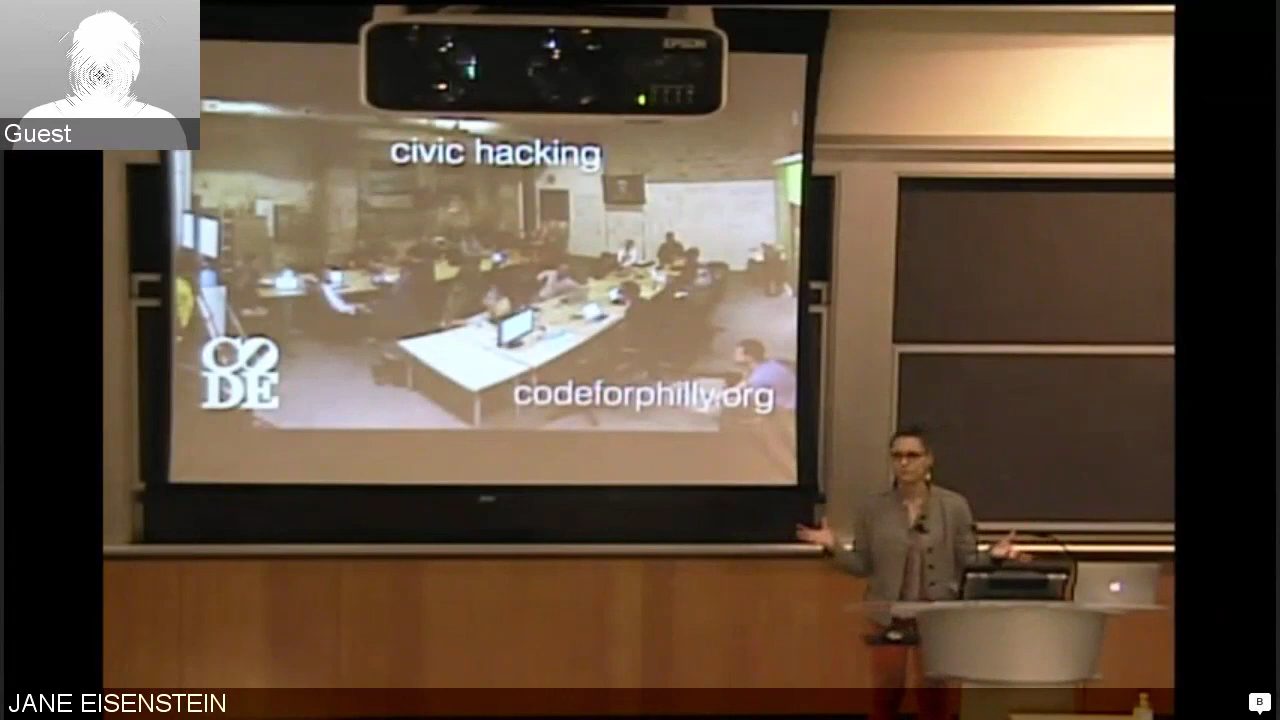 EPSON
Guest
civic hacking
CO
DE
codeforphilly.org
JANE EISENSTEIN
B